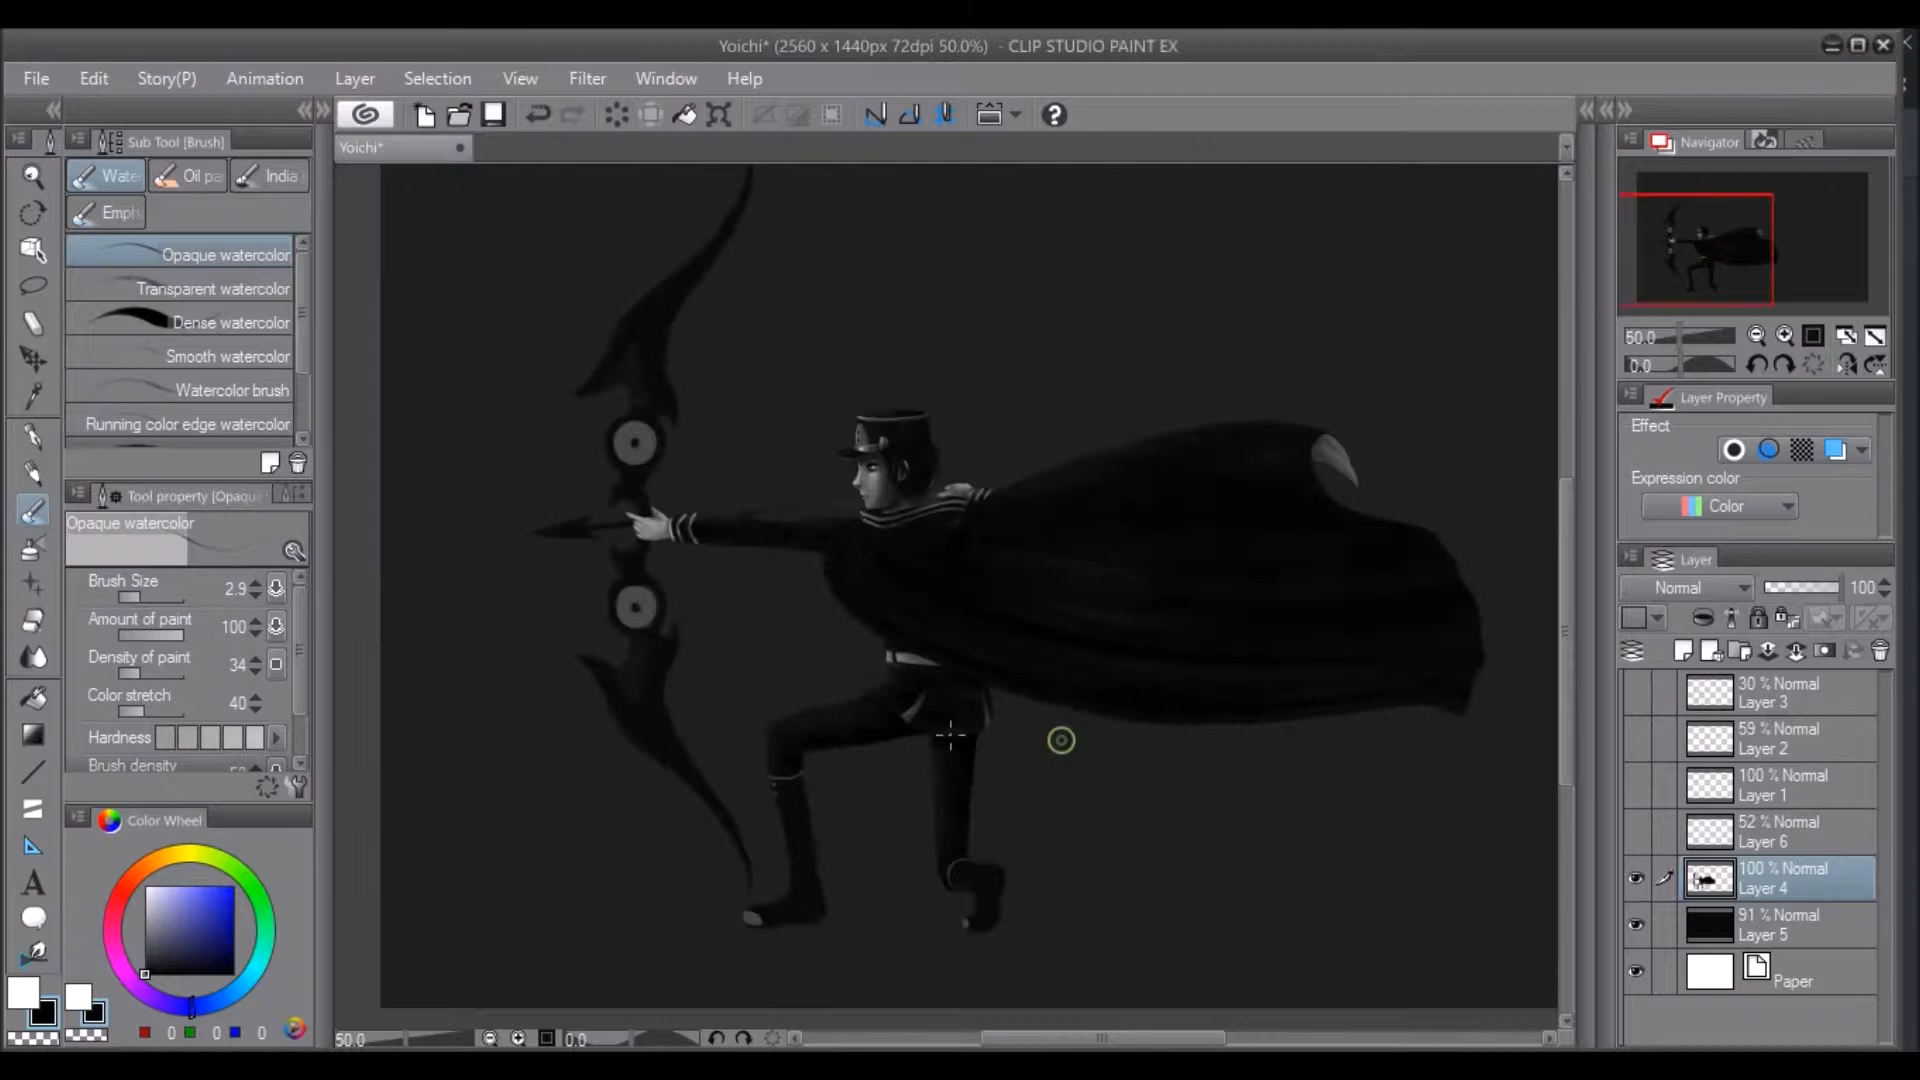 Yoichi* (2560 x 1440px 72dpi 50.0%) - CLIP STUDIO PAINT EX
File Edit Story(P) Animation Layer Selection View Filter Window Help
Sub Tool [Brush]
Yoichi*
Navigator
Wate Oil pa India
Emph
Opaque watercolor
Transparent watercolor
Dense watercolor
Smooth watercolor
Watercolor brush
Running color edge watercolor
50.0
0.0
Layer Property
Effect
Expression color
Color
Tool property [Opaque
Opaque watercolor
Brush Size 2.9
Amount of paint 100
Density of paint 34
Color stretch 40
Hardness
Brush density
Layer
Normal 100
30 % Normal
Layer 3
59 % Normal
Layer 2
100 % Normal
Layer 1
52 % Normal
Layer 6
100 % Normal
Layer 4
91 % Normal
Layer 5
Paper
Color Wheel
0 0 0
50.0 0.0